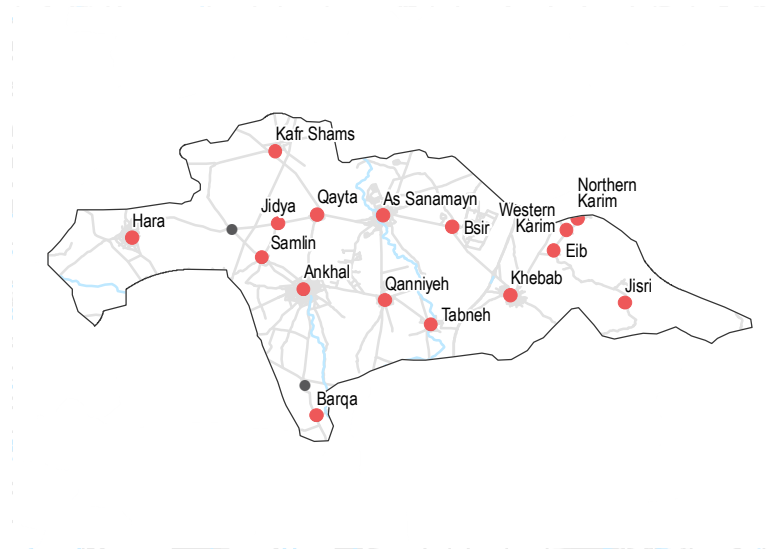 Kafr Shams
Northern
Karim
Qayta
As Sanamayn
Jidya
Western
Karim
Hara
Bsir
Samlin
Eib
Ankhal
Khebab
Qanniyeh
Jisri
Tabneh
Barqa